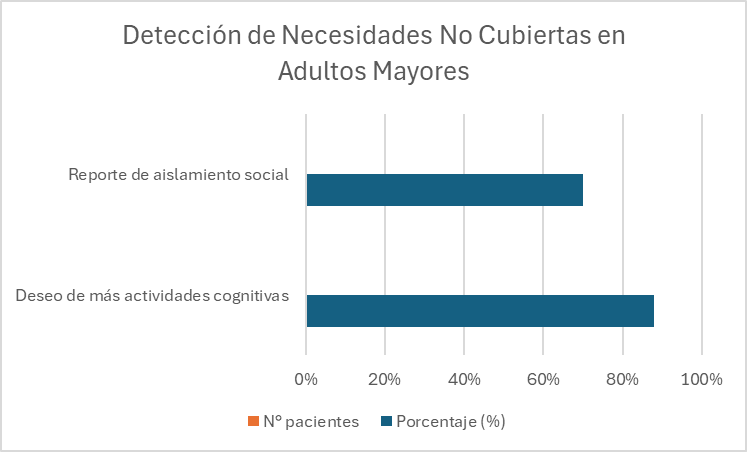 Detección de Necesidades No Cubiertas en
Adultos Mayores
Reporte de aislamiento social
Deseo de más actividades cognitivas
0% 20% 40% 60% 80% 100%
N° pacientes Porcentaje (%)